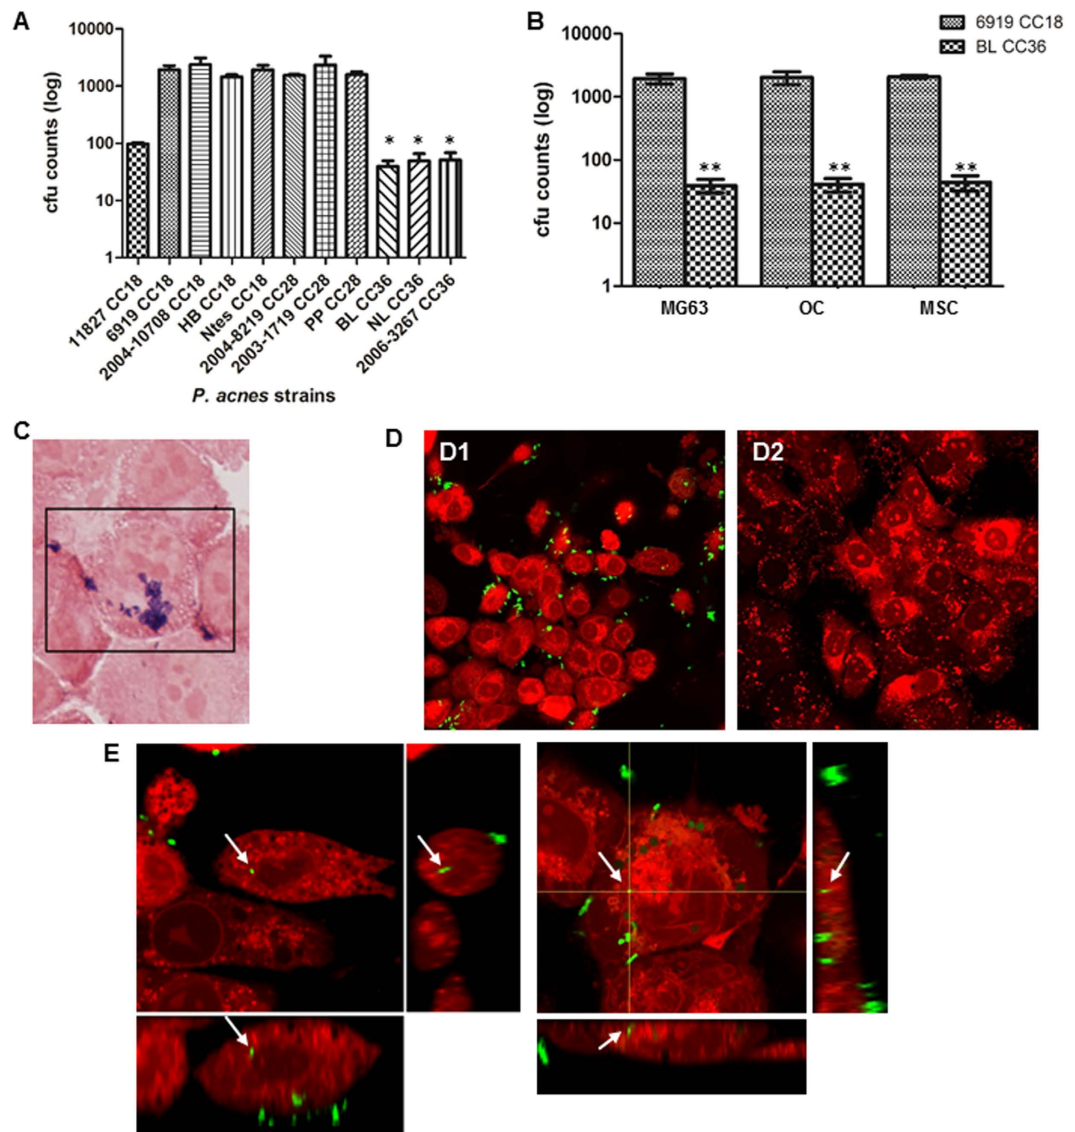 A
cfu counts (log)
10000
1000
100
10
1
* * *
11827 CC18
6919 CC18
2004-10708 CC18
HB CC18
Ntes CC18
2004-8219 CC28
2003-1719 CC28
PP CC28
BL CC36
NL CC36
2006-3267 CC36
P. acnes strains
B
6919 CC18
BL CC36
cfu counts (log)
10000
1000
100
10
1
** ** **
MG63 OC MSC
C
D
D1
D2
E